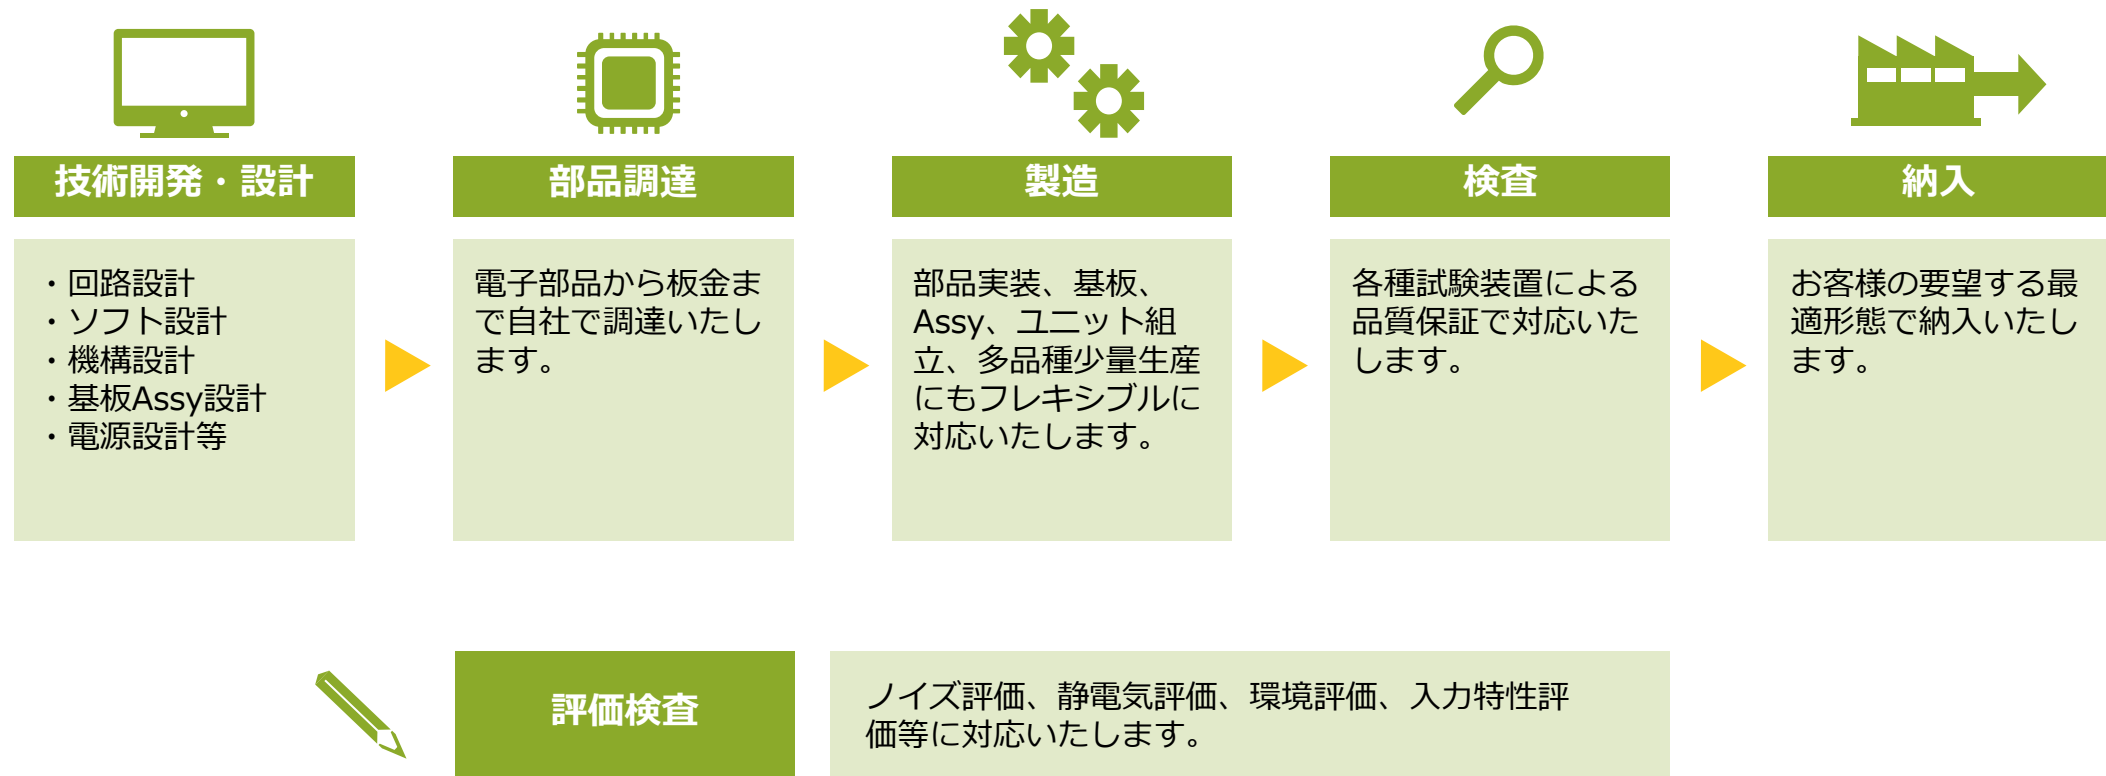 技術開発・設計
・回路設計
・ソフト設計
・機構設計
・基板Assy設計
・電源設計等
部品調達
電子部品から板金ま
で自社で調達いたし
ます。
製造
部品実装、基板、
Assy、ユニット組
立、多品種少量生産
にもフレキシブルに
対応いたします。
検査
各種試験装置による
品質保証で対応いた
します。
納入
お客様の要望する最
適形態で納入いたし
ます。
評価検査
ノイズ評価、静電気評価、環境評価、入力特性評
価等に対応いたします。